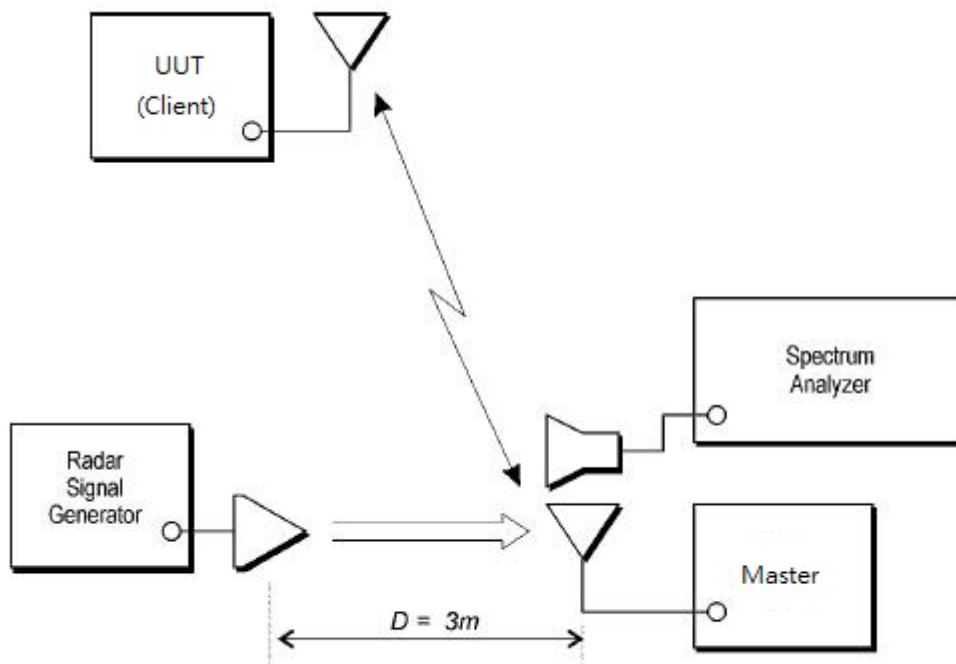 UUT
(Client)
Spectrum
Analyzer
Radar
Signal
Generator
Master
D = 3m